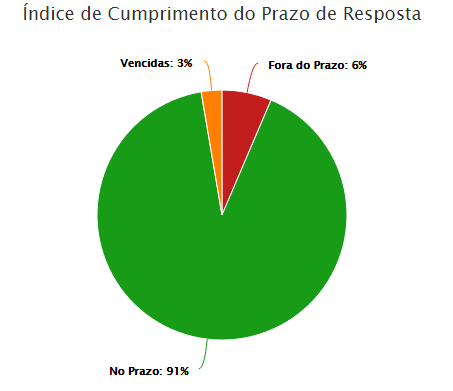 Índice de Cumprimento do Prazo de Resposta
Vencidas: 3%
Fora do Prazo: 6%
No Prazo: 91%